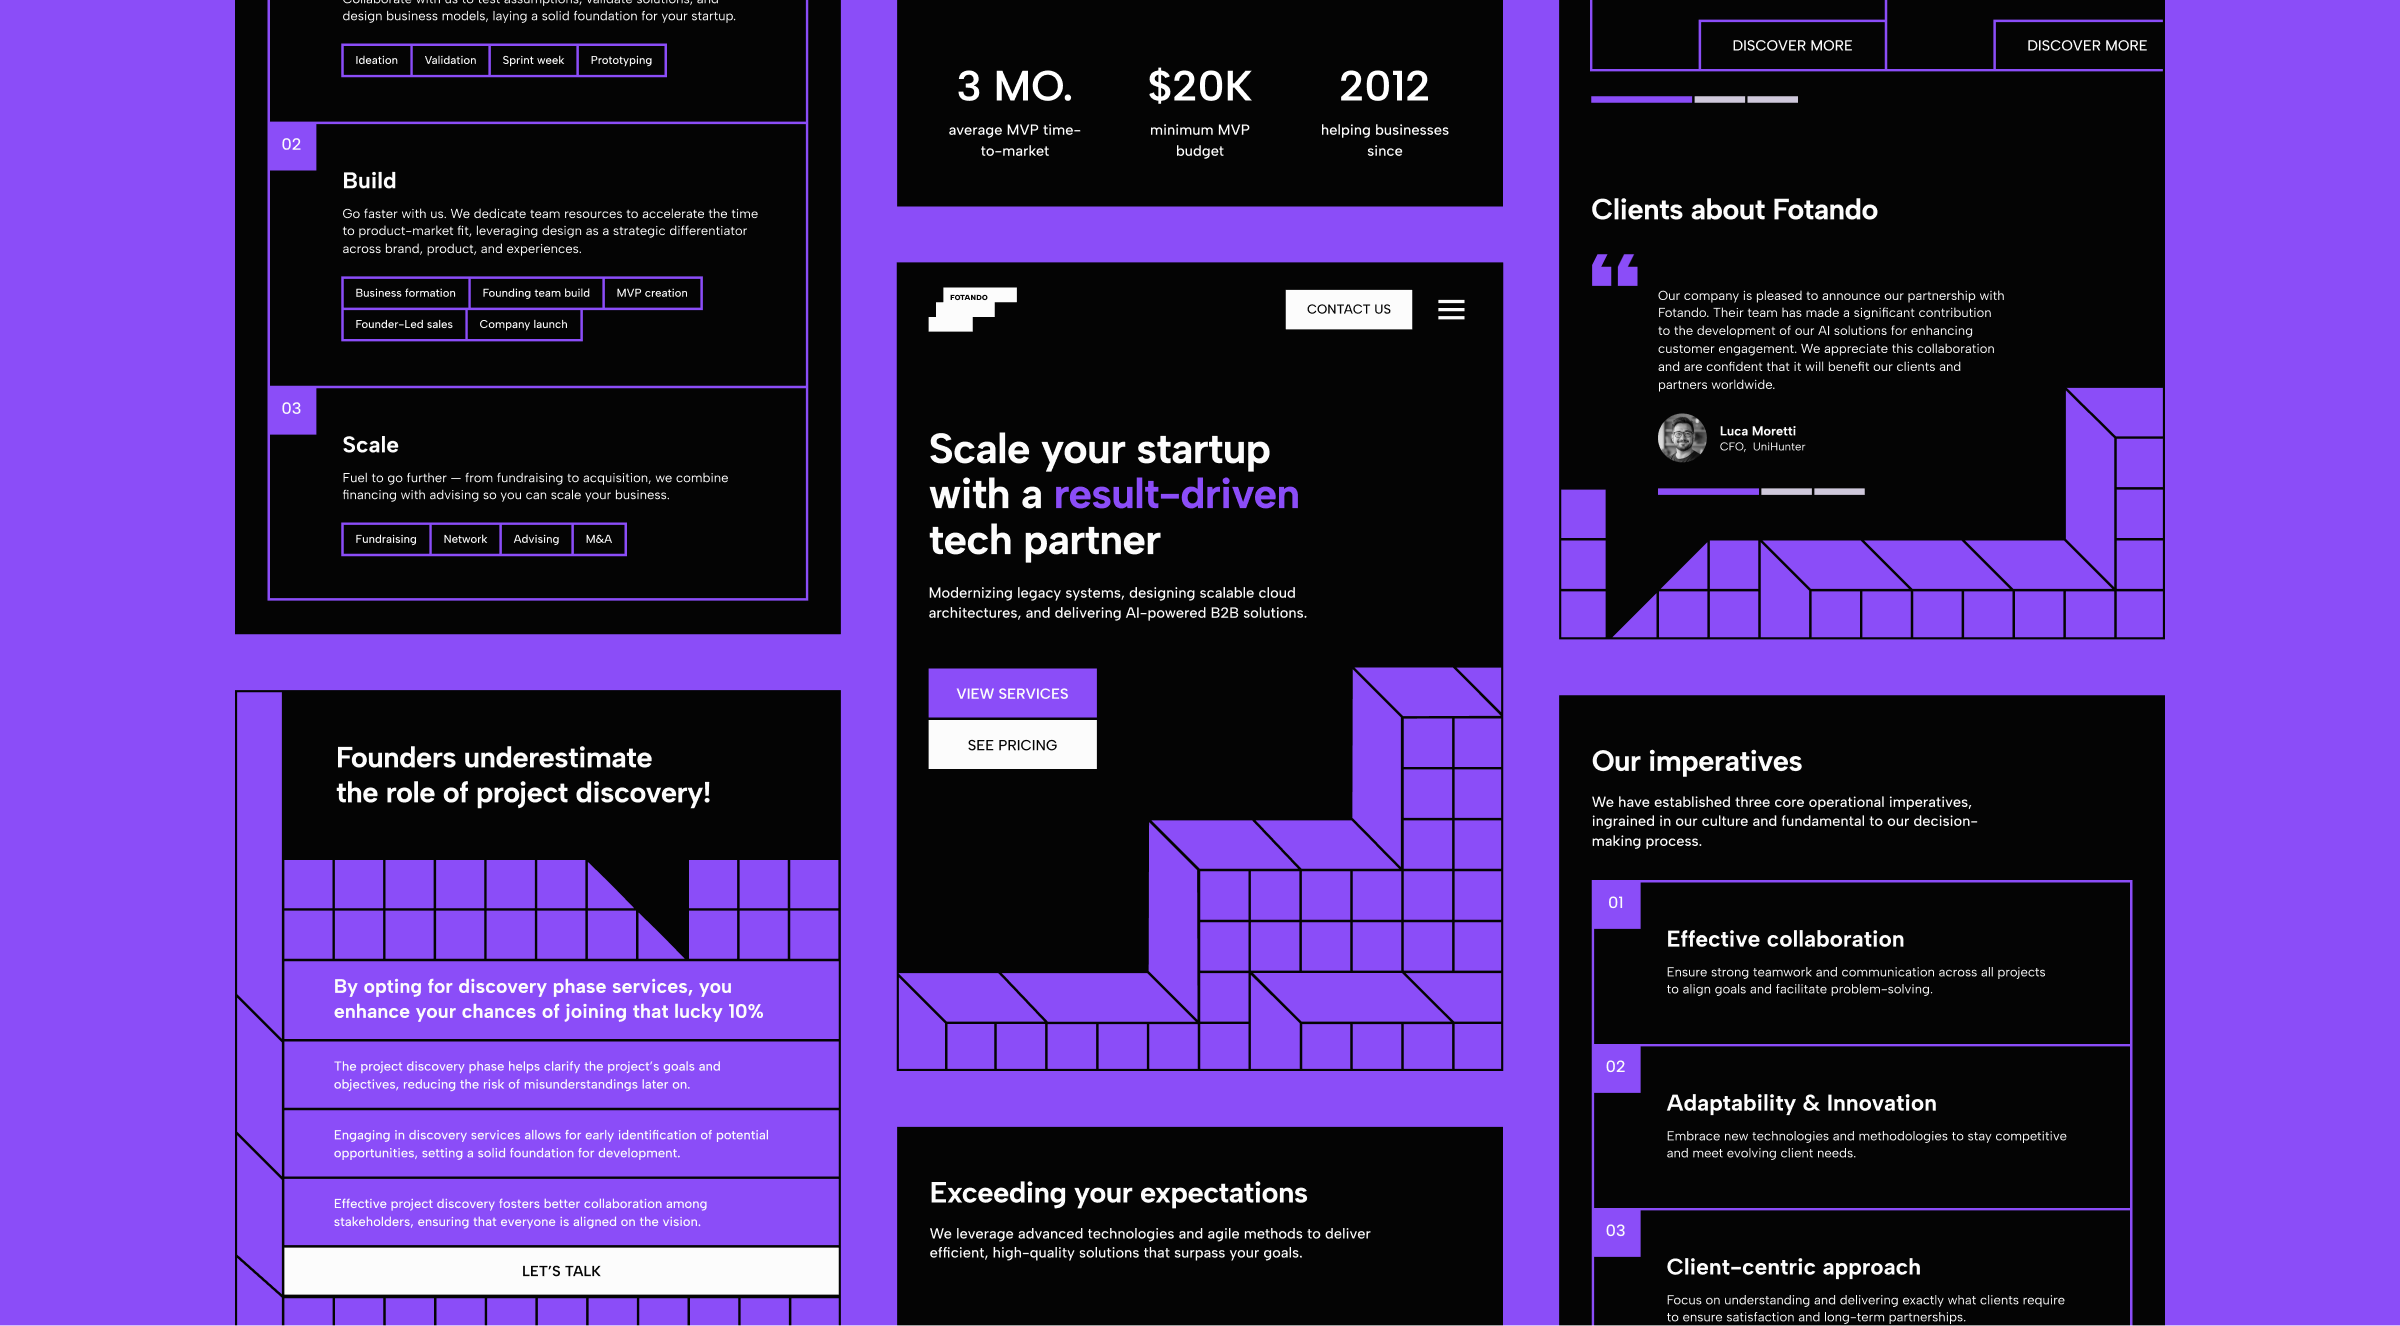 Collaborate with us to test assumptions, validate solutions, and
design business models, laying a solid foundation for your startup.
Ideation
Validation
Sprint week
Prototyping
02
Build
Go faster with us. We dedicate team resources to accelerate the time
to product-market fit, leveraging design as a strategic differentiator
across brand, product, and experiences.
Business formation
Founding team build
MVP creation
Founder-Led sales
Company launch
03
Scale
Fuel to go further — from fundraising to acquisition, we combine
financing with advising so you can scale your business.
Fundraising
Network
Advising
M&A
Founders underestimate
the role of project discovery!
By opting for discovery phase services, you
enhance your chances of joining that lucky 10%
The project discovery phase helps clarify the project's goals and
objectives, reducing the risk of misunderstandings later on.
Engaging in discovery services allows for early identification of potential
opportunities, setting a solid foundation for development.
Effective project discovery fosters better collaboration among
stakeholders, ensuring that everyone is aligned on the vision.
LET'S TALK
3 MO.
average MVP time-
to-market
$20K
minimum MVP
budget
2012
helping businesses
since
FOTANDO
CONTACT US
Scale your startup
with a result-driven
tech partner
Modernizing legacy systems, designing scalable cloud
architectures, and delivering AI-powered B2B solutions.
VIEW SERVICES
SEE PRICING
Exceeding your expectations
We leverage advanced technologies and agile methods to deliver
efficient, high-quality solutions that surpass your goals.
DISCOVER MORE
DISCOVER MORE
Clients about Fotando
Our company is pleased to announce our partnership with
Fotando. Their team has made a significant contribution
to the development of our AI solutions for enhancing
customer engagement. We appreciate this collaboration
and are confident that it will benefit our clients and
partners worldwide.
Luca Moretti
CFO, UniHunter
Our imperatives
We have established three core operational imperatives,
ingrained in our culture and fundamental to our decision-
making process.
01
Effective collaboration
Ensure strong teamwork and communication across all projects
to align goals and facilitate problem-solving.
02
Adaptability & Innovation
Embrace new technologies and methodologies to stay competitive
and meet evolving client needs.
03
Client-centric approach
Focus on understanding and delivering exactly what clients require
to ensure satisfaction and long-term partnerships.